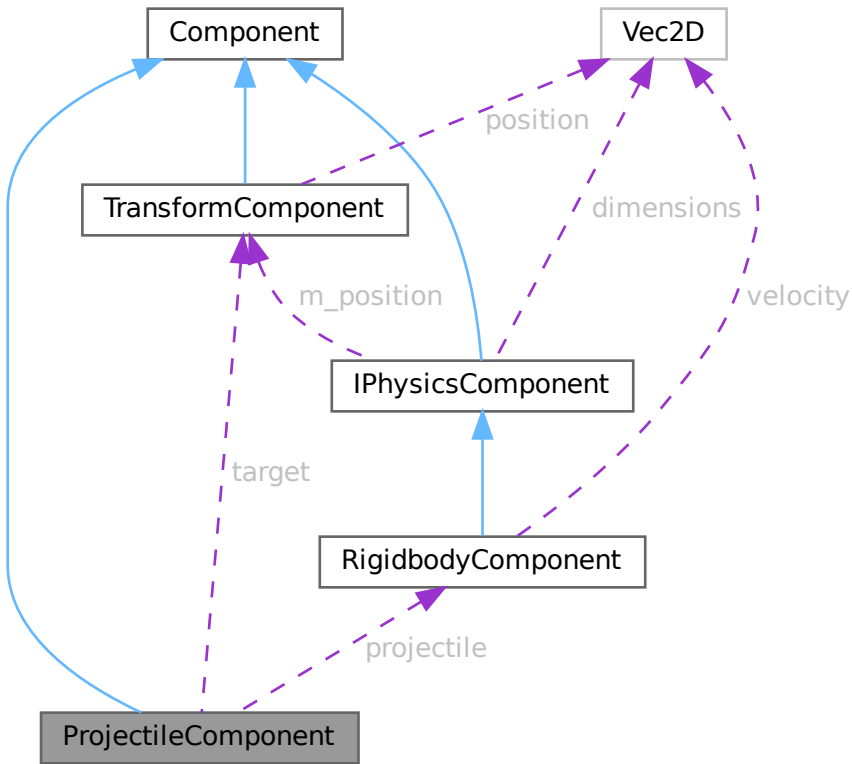 Component
Vec2D
position
TransformComponent
dimensions
m_position
velocity
IPhysicsComponent
target
RigidbodyComponent
projectile
ProjectileComponent